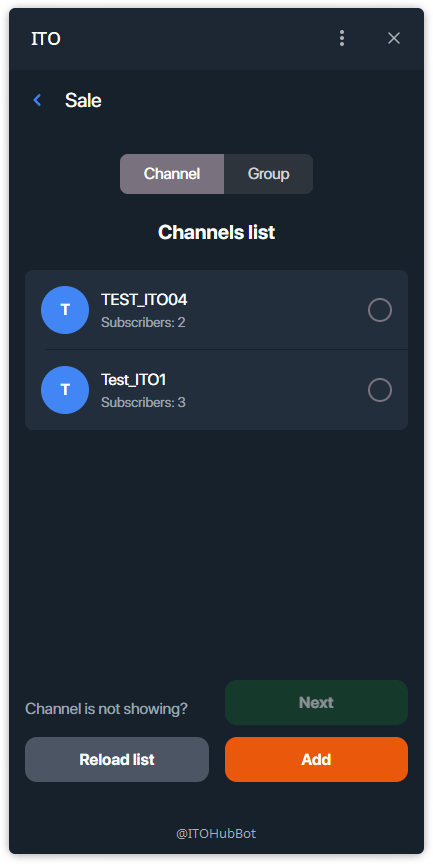 ITO
Sale
Channel
Group
Channels list
T
TEST_ITO04
Subscribers: 2
T
Test_ITO1
Subscribers: 3
Channel is not showing?
Next
Reload list
Add
@ITOHubBot